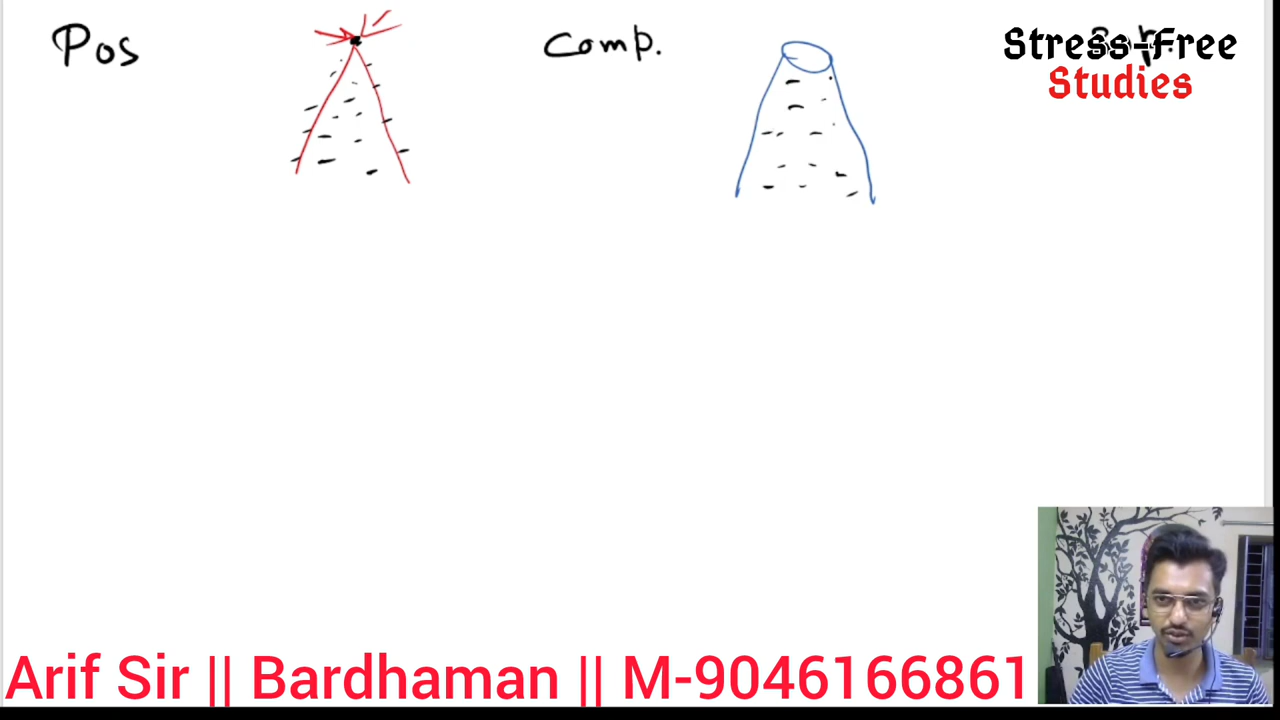 Pos
Comp.
Stress-Free
Studies
Arif Sir || Bardhaman || M-9046166861